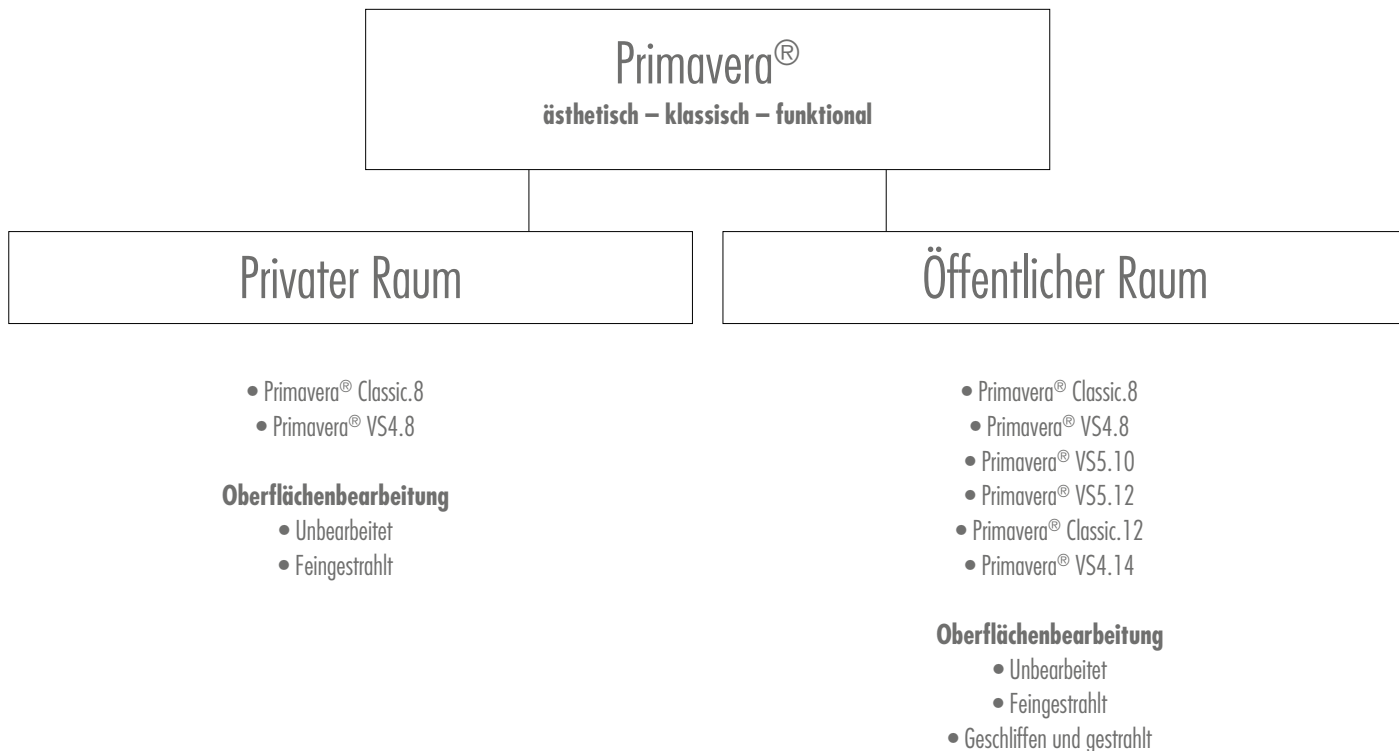 Primavera®
ästhetisch – klassisch – funktional
Privater Raum
• Primavera® Classic.8
• Primavera® VS4.8
Oberflächenbearbeitung
• Unbearbeitet
• Feingestrahlt
Öffentlicher Raum
• Primavera® Classic.8
• Primavera® VS4.8
• Primavera® VS5.10
• Primavera® VS5.12
• Primavera® Classic.12
• Primavera® VS4.14
Oberflächenbearbeitung
• Unbearbeitet
• Feingestrahlt
• Geschliffen und gestrahlt